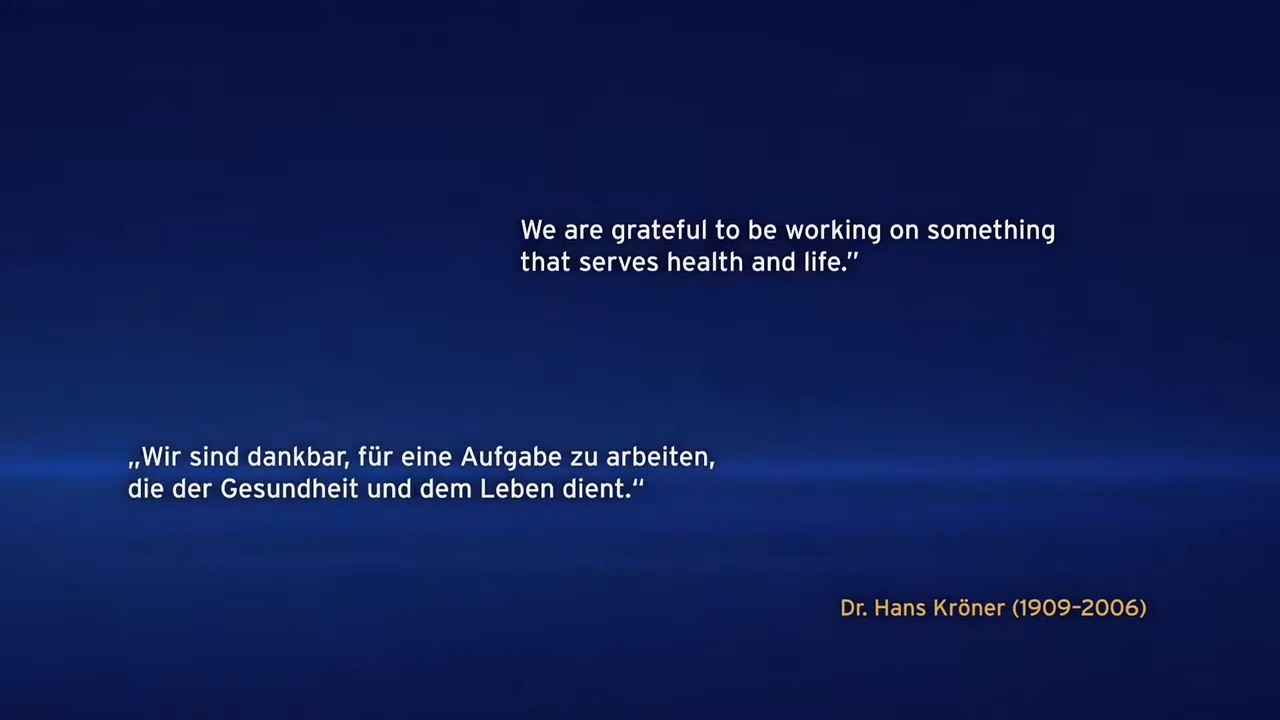 We are grateful to be working on something
that serves health and life.”
„Wir sind dankbar, für eine Aufgabe zu arbeiten,
die der Gesundheit und dem Leben dient.“
Dr. Hans Kröner (1909–2006)